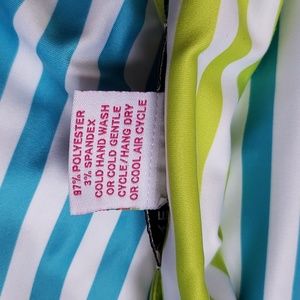 97% POLYESTER
3% SPANDEX
COLD HAND WASH
OR COLD GENTLE
CYCLE/HANG DRY
OR COOL AIR CYCLE